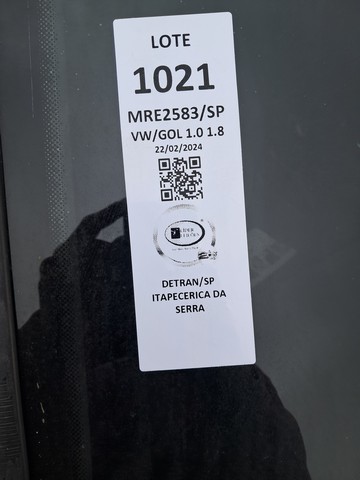 LOTE
1021
MRE2583/SP
VW/GOL 1.0 1.8
22/02/2024
DETRAN/SP
ITAPECERICA DA
SERRA